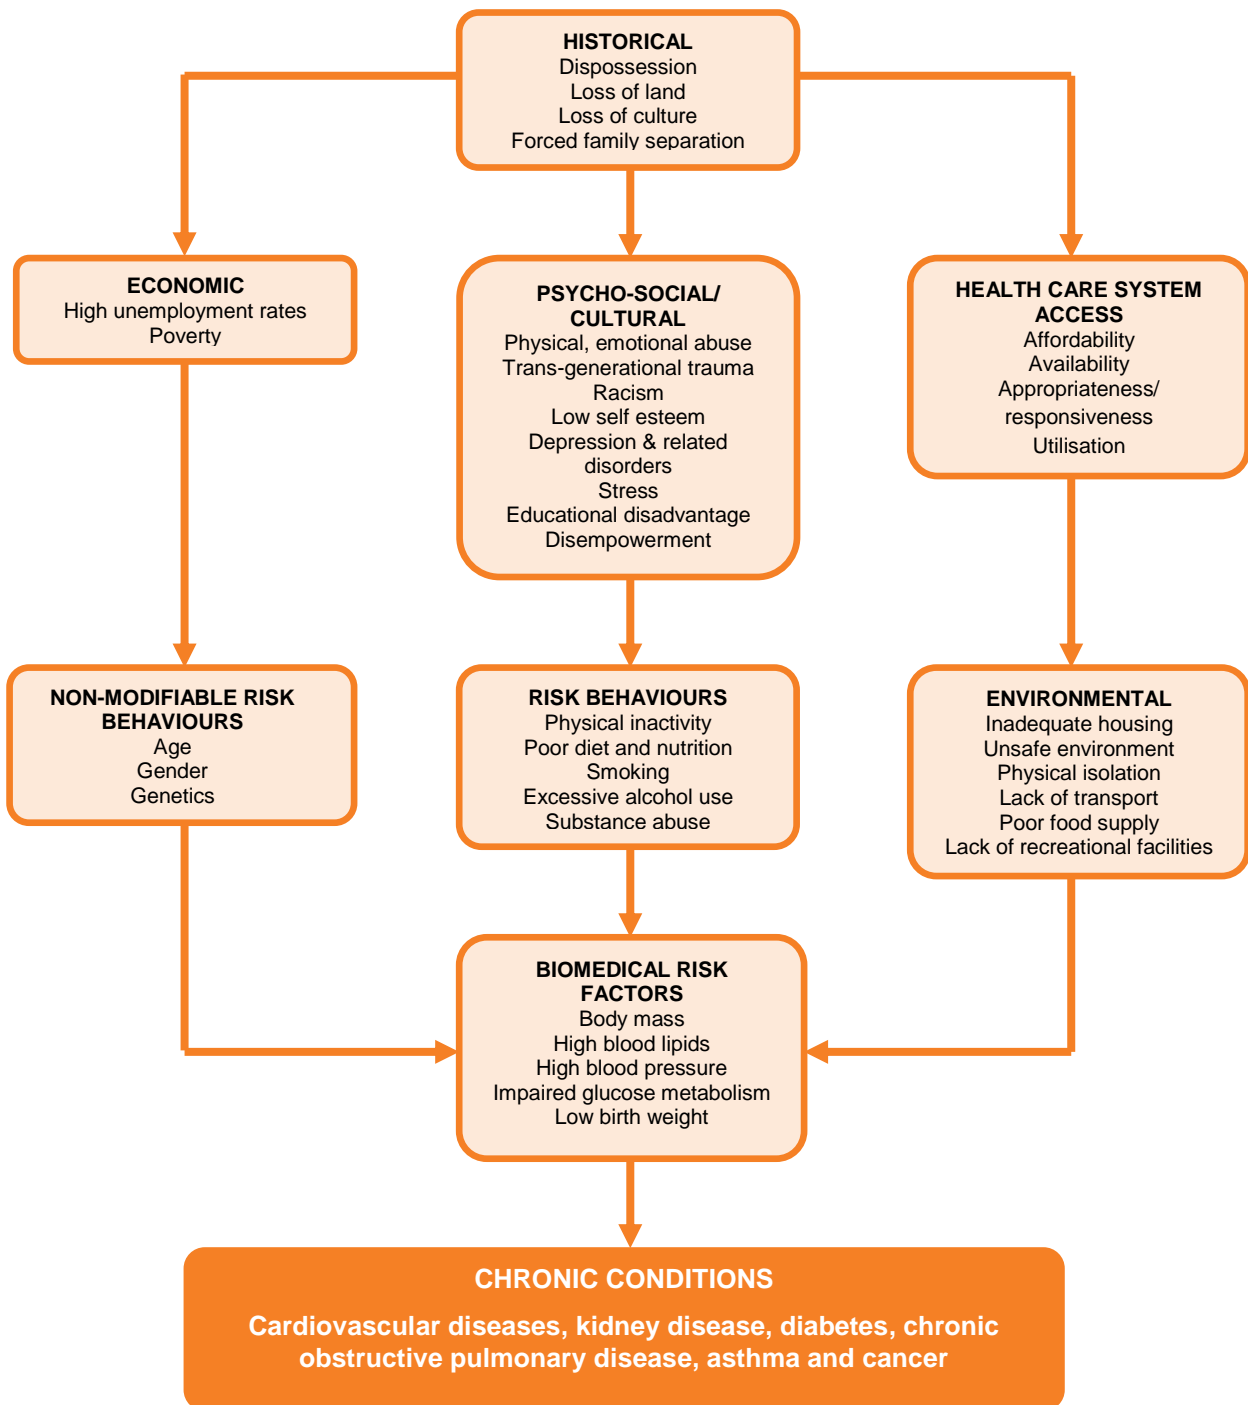 HISTORICAL
Dispossession
Loss of land
Loss of culture
Forced family separation
ECONOMIC
High unemployment rates
Poverty
PSYCHO-SOCIAL/
CULTURAL
Physical, emotional abuse
Trans-generational trauma
Racism
Low self esteem
Depression & related
disorders
Stress
Educational disadvantage
Disempowerment
HEALTH CARE SYSTEM
ACCESS
Affordability
Availability
Appropriateness/
responsiveness
Utilisation
NON-MODIFIABLE RISK
BEHAVIOURS
Age
Gender
Genetics
RISK BEHAVIOURS
Physical inactivity
Poor diet and nutrition
Smoking
Excessive alcohol use
Substance abuse
ENVIRONMENTAL
Inadequate housing
Unsafe environment
Physical isolation
Lack of transport
Poor food supply
Lack of recreational facilities
BIOMEDICAL RISK
FACTORS
Body mass
High blood lipids
High blood pressure
Impaired glucose metabolism
Low birth weight
CHRONIC CONDITIONS
Cardiovascular diseases, kidney disease, diabetes, chronic
obstructive pulmonary disease, asthma and cancer